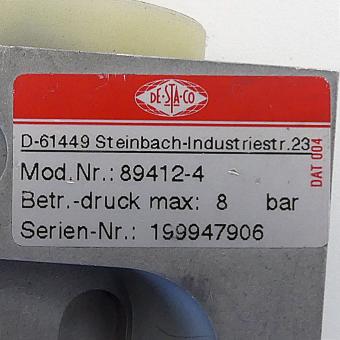 DE-STA-CO
D-61449 Steinbach-Industriestr.23
Mod.Nr.: 89412-4
Betr.-druck max: 8 bar
Serien-Nr.: 199947906
DAT 004